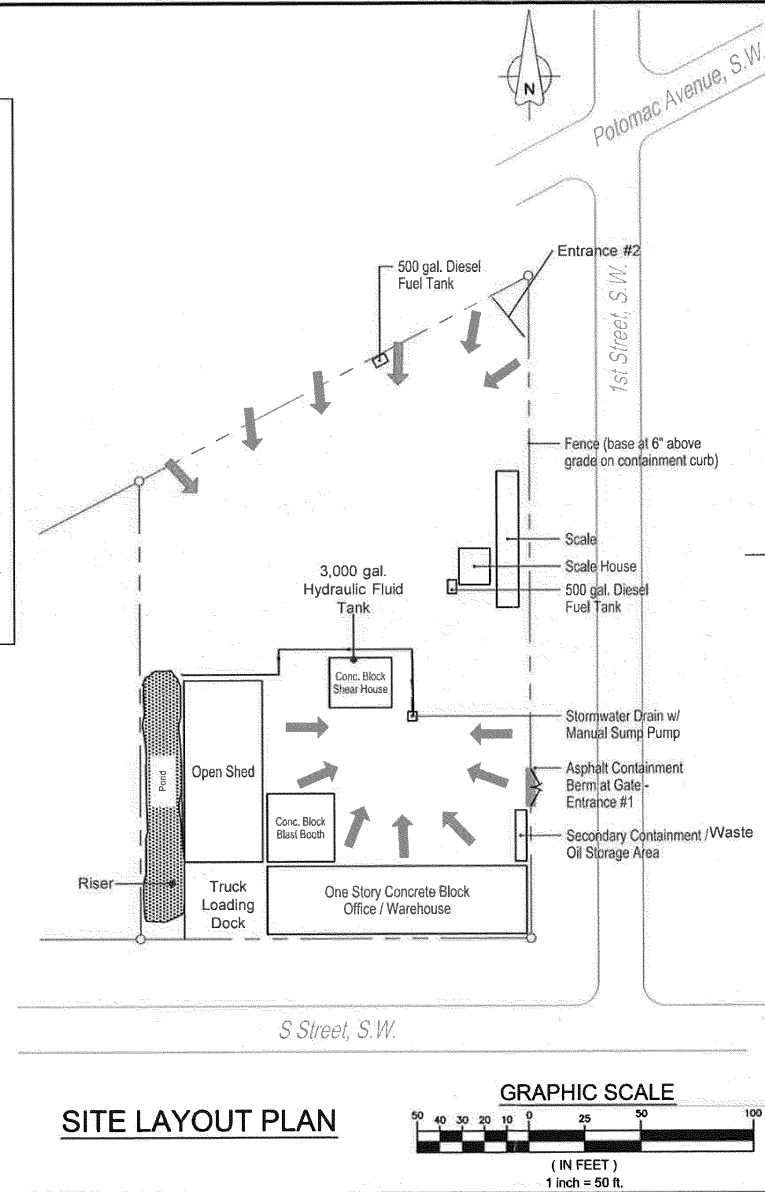 N
Potomac Avenue, S.W.
Entrance #2
500 gal. Diesel
Fuel Tank
1st Street, S.W.
Fence (base at 6" above
grade on containment curb)
Scale
Scale House
500 gal. Diesel
Fuel Tank
3,000 gal.
Hydraulic Fluid
Tank
Conc. Block
Shear House
Stormwater Drain w/
Manual Sump Pump
Open Shed
Pond
Asphalt Containment
Berm at Gate -
Entrance #1
Conc. Block
Blast Booth
Secondary Containment / Waste
Oil Storage Area
Riser
Truck
Loading
Dock
One Story Concrete Block
Office / Warehouse
S Street, S.W.
SITE LAYOUT PLAN
GRAPHIC SCALE
50 40 30 20 10 0 25 50 100
( IN FEET )
1 inch = 50 ft.